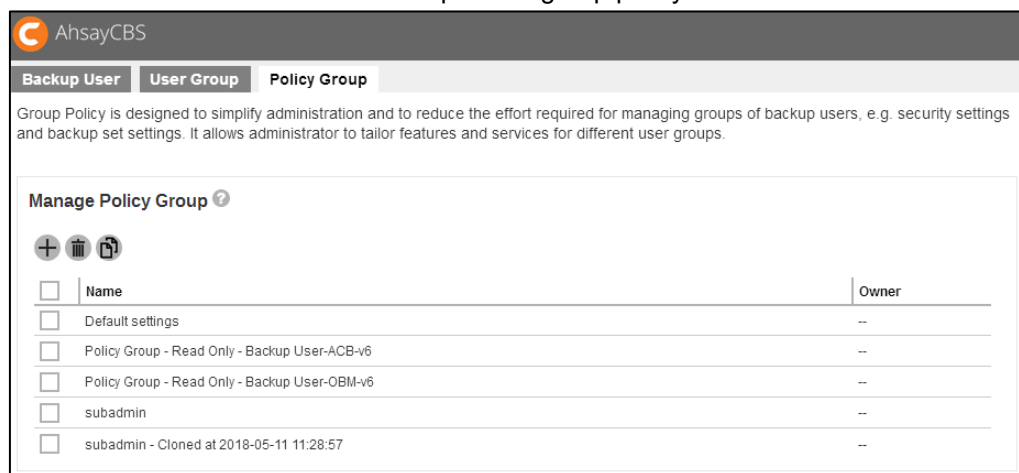 AhsayCBS
Backup User User Group Policy Group
Group Policy is designed to simplify administration and to reduce the effort required for managing groups of backup users, e.g. security settings
and backup set settings. It allows administrator to tailor features and services for different user groups.
Manage Policy Group ?
Name Owner
Default settings --
Policy Group - Read Only - Backup User-ACB-v6 --
Policy Group - Read Only - Backup User-OBM-v6 --
subadmin --
subadmin - Cloned at 2018-05-11 11:28:57 --